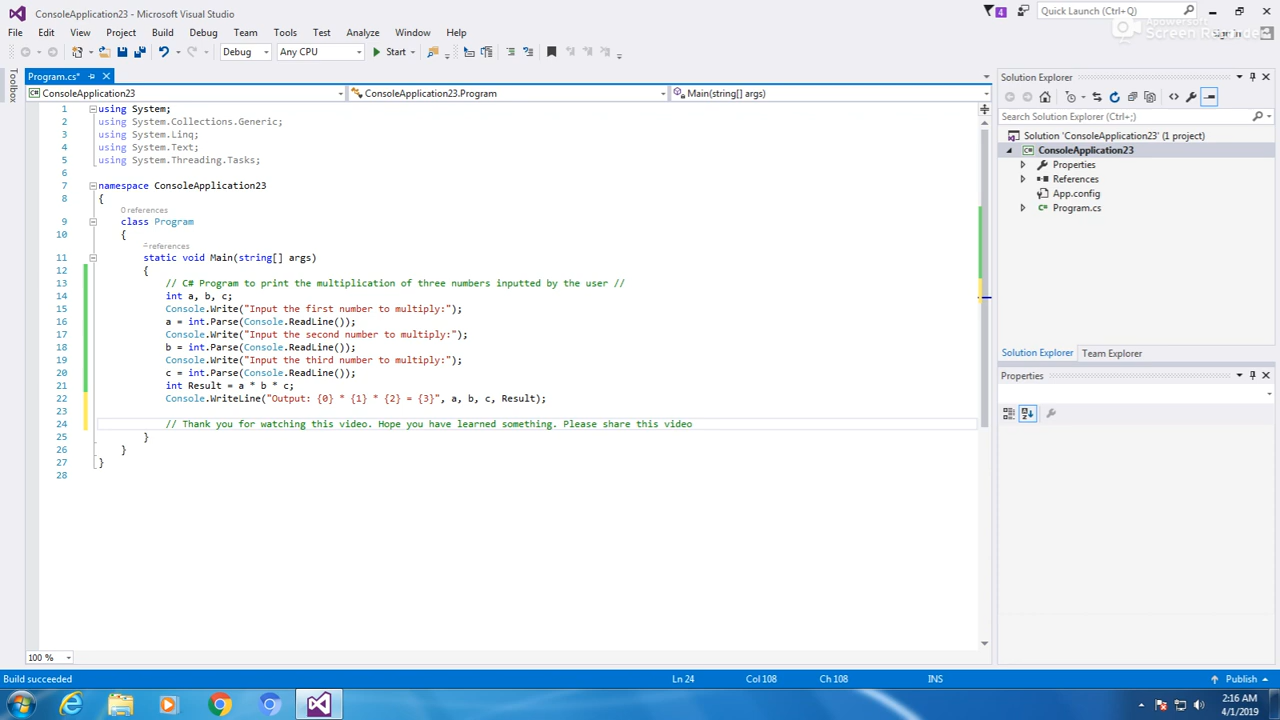 ConsoleApplication23 - Microsoft Visual Studio
4
Quick Launch (Ctrl+Q)
Apowersoft
Screen Recorder
File Edit View Project Build Debug Team Tools Test Analyze Window Help
Debug Any CPU Start
Toolbox
Program.cs*
Solution Explorer
ConsoleApplication23 ConsoleApplication23.Program Main(string[] args)
Search Solution Explorer (Ctrl+;)
Solution 'ConsoleApplication23' (1 project)
ConsoleApplication23
Properties
References
App.config
Program.cs
1 using System;
2 using System.Collections.Generic;
3 using System.Linq;
4 using System.Text;
5 using System.Threading.Tasks;
6
7 namespace ConsoleApplication23
8 {
0 references
9 class Program
10 {
references
11 static void Main(string[] args)
12 {
13 // C# Program to print the multiplication of three numbers inputted by the user //
14 int a, b, c;
15 Console.Write("Input the first number to multiply:");
16 a = int.Parse(Console.ReadLine());
17 Console.Write("Input the second number to multiply:");
18 b = int.Parse(Console.ReadLine());
19 Console.Write("Input the third number to multiply:");
20 c = int.Parse(Console.ReadLine());
21 int Result = a * b * c;
22 Console.WriteLine("Output: {0} * {1} * {2} = {3}", a, b, c, Result);
23
24 // Thank you for watching this video. Hope you have learned something. Please share this video
25 }
26 }
27 }
28
Solution Explorer Team Explorer
Properties
100 %
Build succeeded Ln 24 Col 108 Ch 108 INS Publish
2:16 AM
4/1/2019